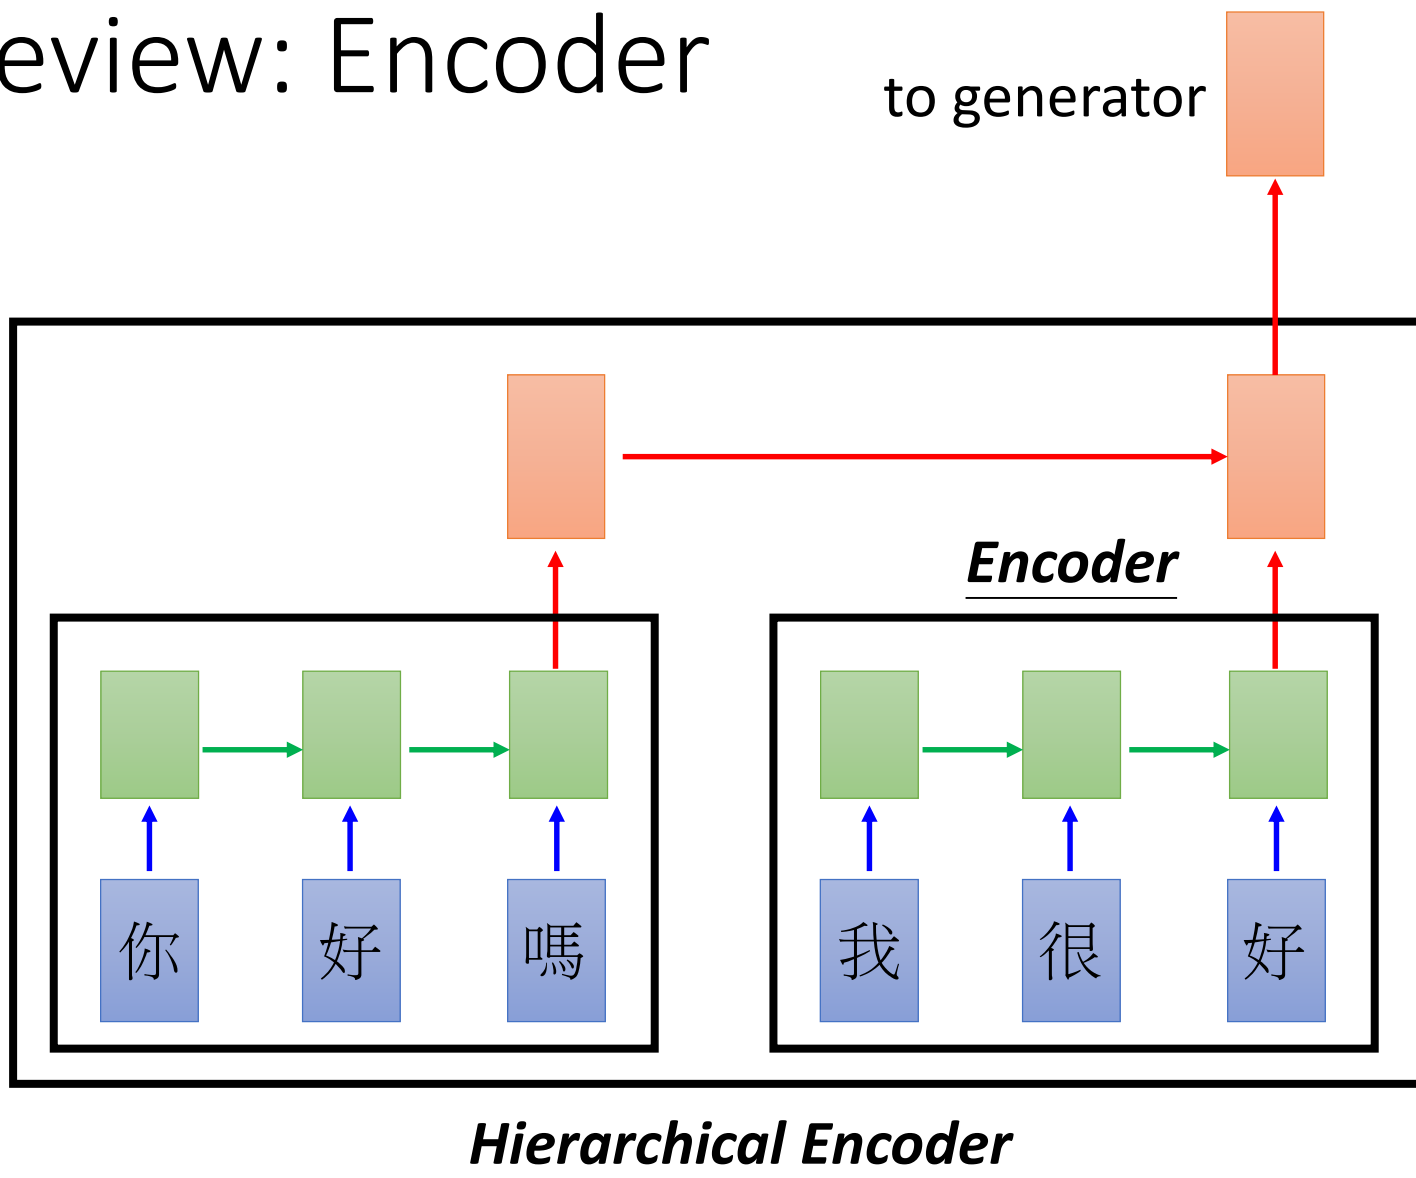 eview: Encoder
to generator
Encoder
你 好 嗎 我 很 好
Hierarchical Encoder